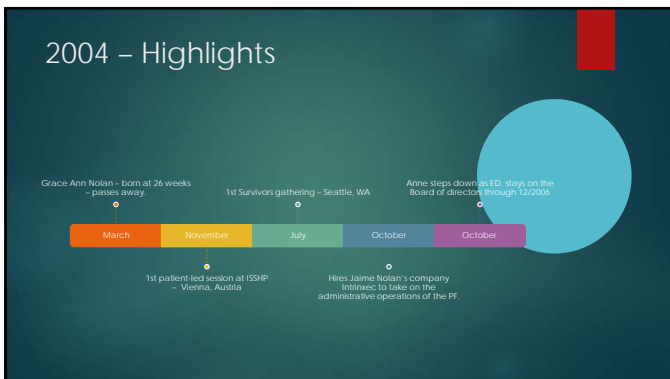 2004 – Highlights
Grace Ann Nolan – born at 26 weeks
– passes away.
1st Survivors gathering – Seattle, WA
Anne steps down as ED, stays on the
Board of directors through 12/2006
March
November
July
October
October
1st patient-led session at ISSHP
– Vienna, Austria
Hires Jaime Nolan's company
Intrinxec to take on the
administrative operations of the PF.